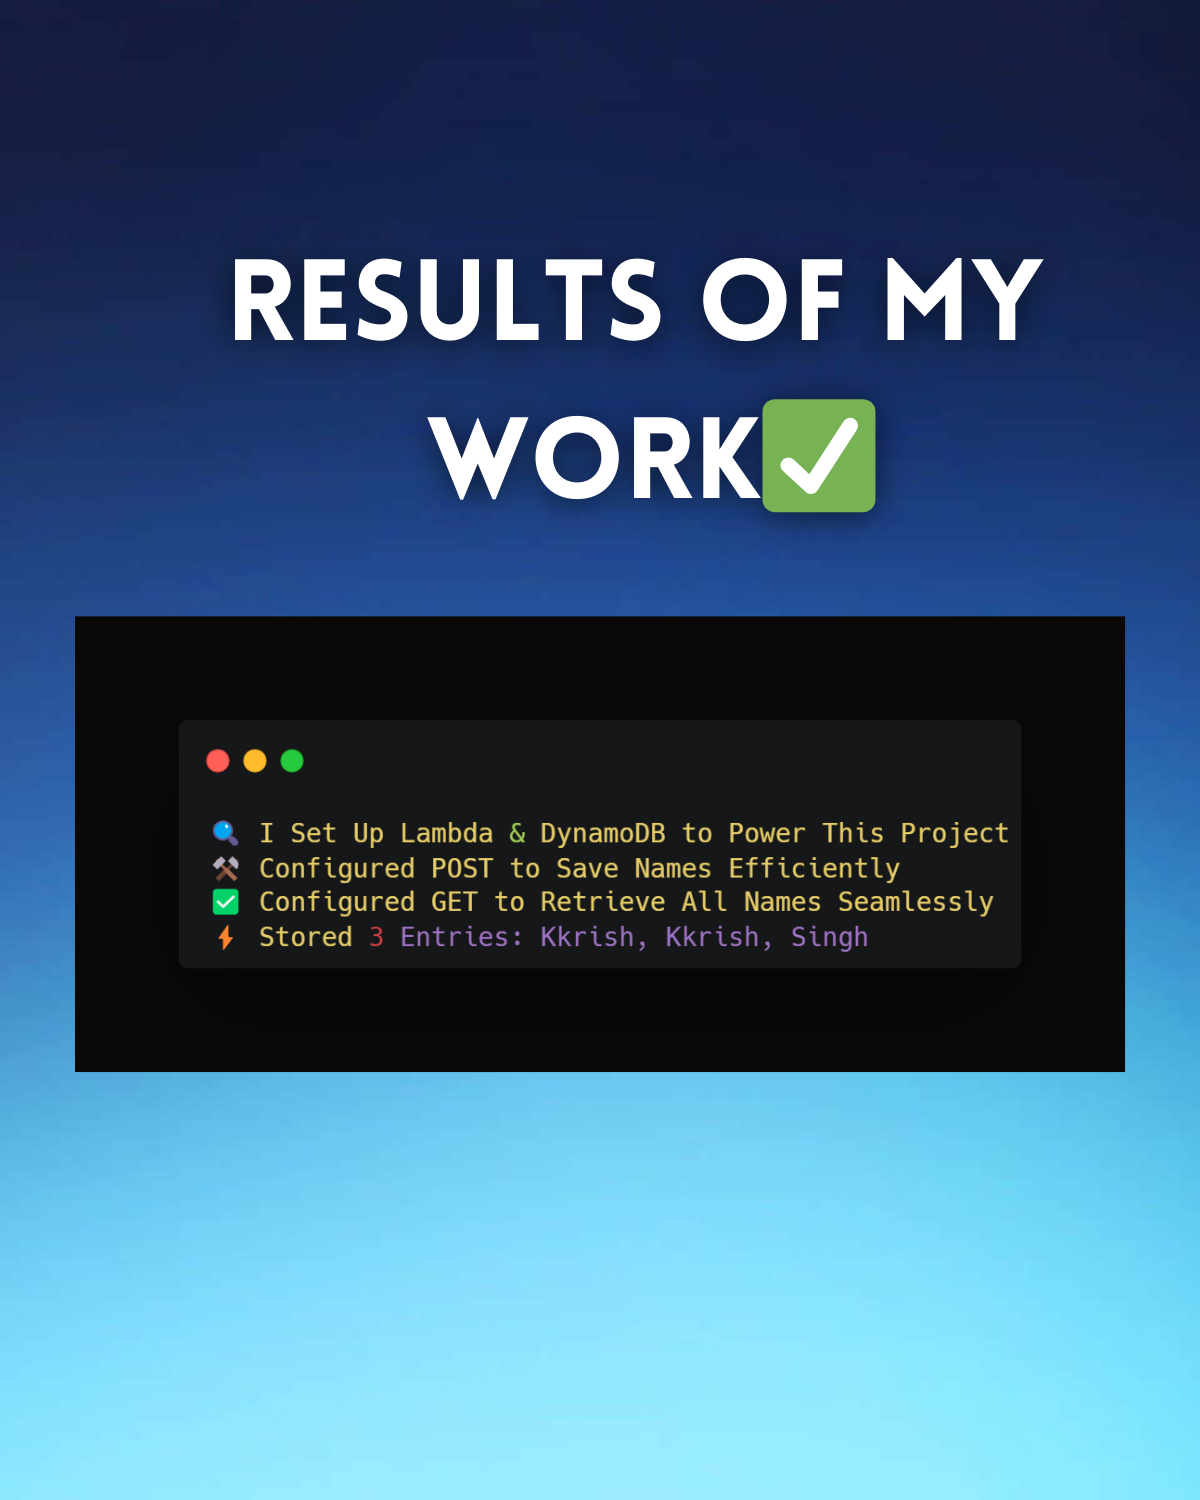 RESULTS OF MY
WORK✅
🔍 I Set Up Lambda & DynamoDB to Power This Project
⚒️ Configured POST to Save Names Efficiently
✅ Configured GET to Retrieve All Names Seamlessly
⚡ Stored 3 Entries: Kkrish, Kkrish, Singh